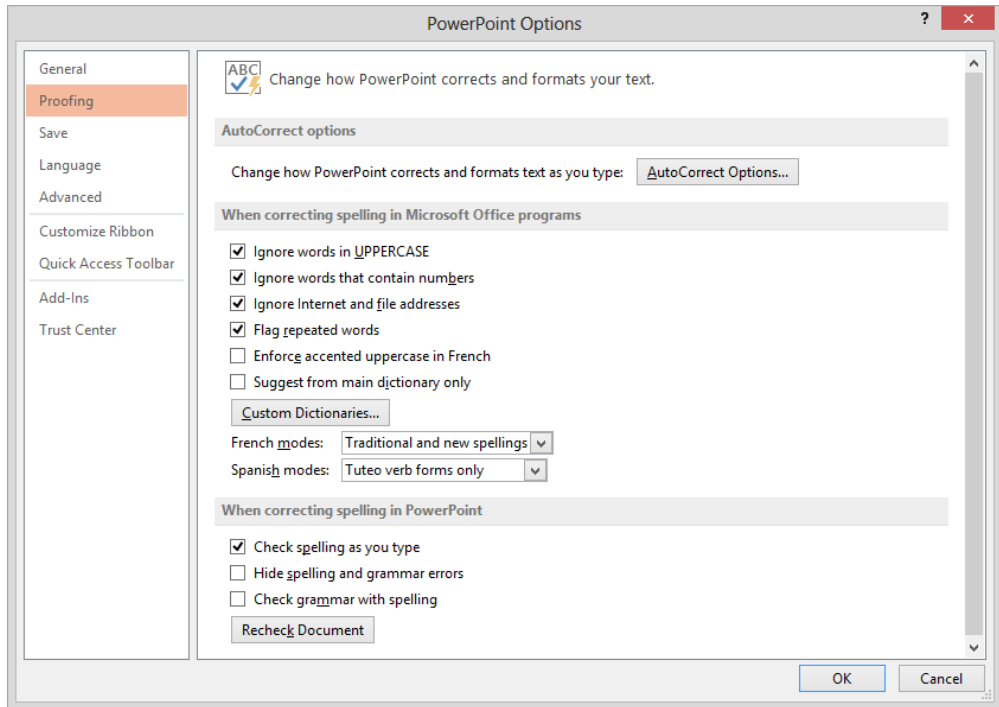 PowerPoint Options
?
General
Proofing
Save
Language
Advanced
Customize Ribbon
Quick Access Toolbar
Add-Ins
Trust Center
ABC
Change how PowerPoint corrects and formats your text.
AutoCorrect options
Change how PowerPoint corrects and formats text as you type: AutoCorrect Options...
When correcting spelling in Microsoft Office programs
Ignore words in UPPERCASE
Ignore words that contain numbers
Ignore Internet and file addresses
Flag repeated words
Enforce accented uppercase in French
Suggest from main dictionary only
Custom Dictionaries...
French modes: Traditional and new spellings
Spanish modes: Tuteo verb forms only
When correcting spelling in PowerPoint
Check spelling as you type
Hide spelling and grammar errors
Check grammar with spelling
Recheck Document
OK Cancel